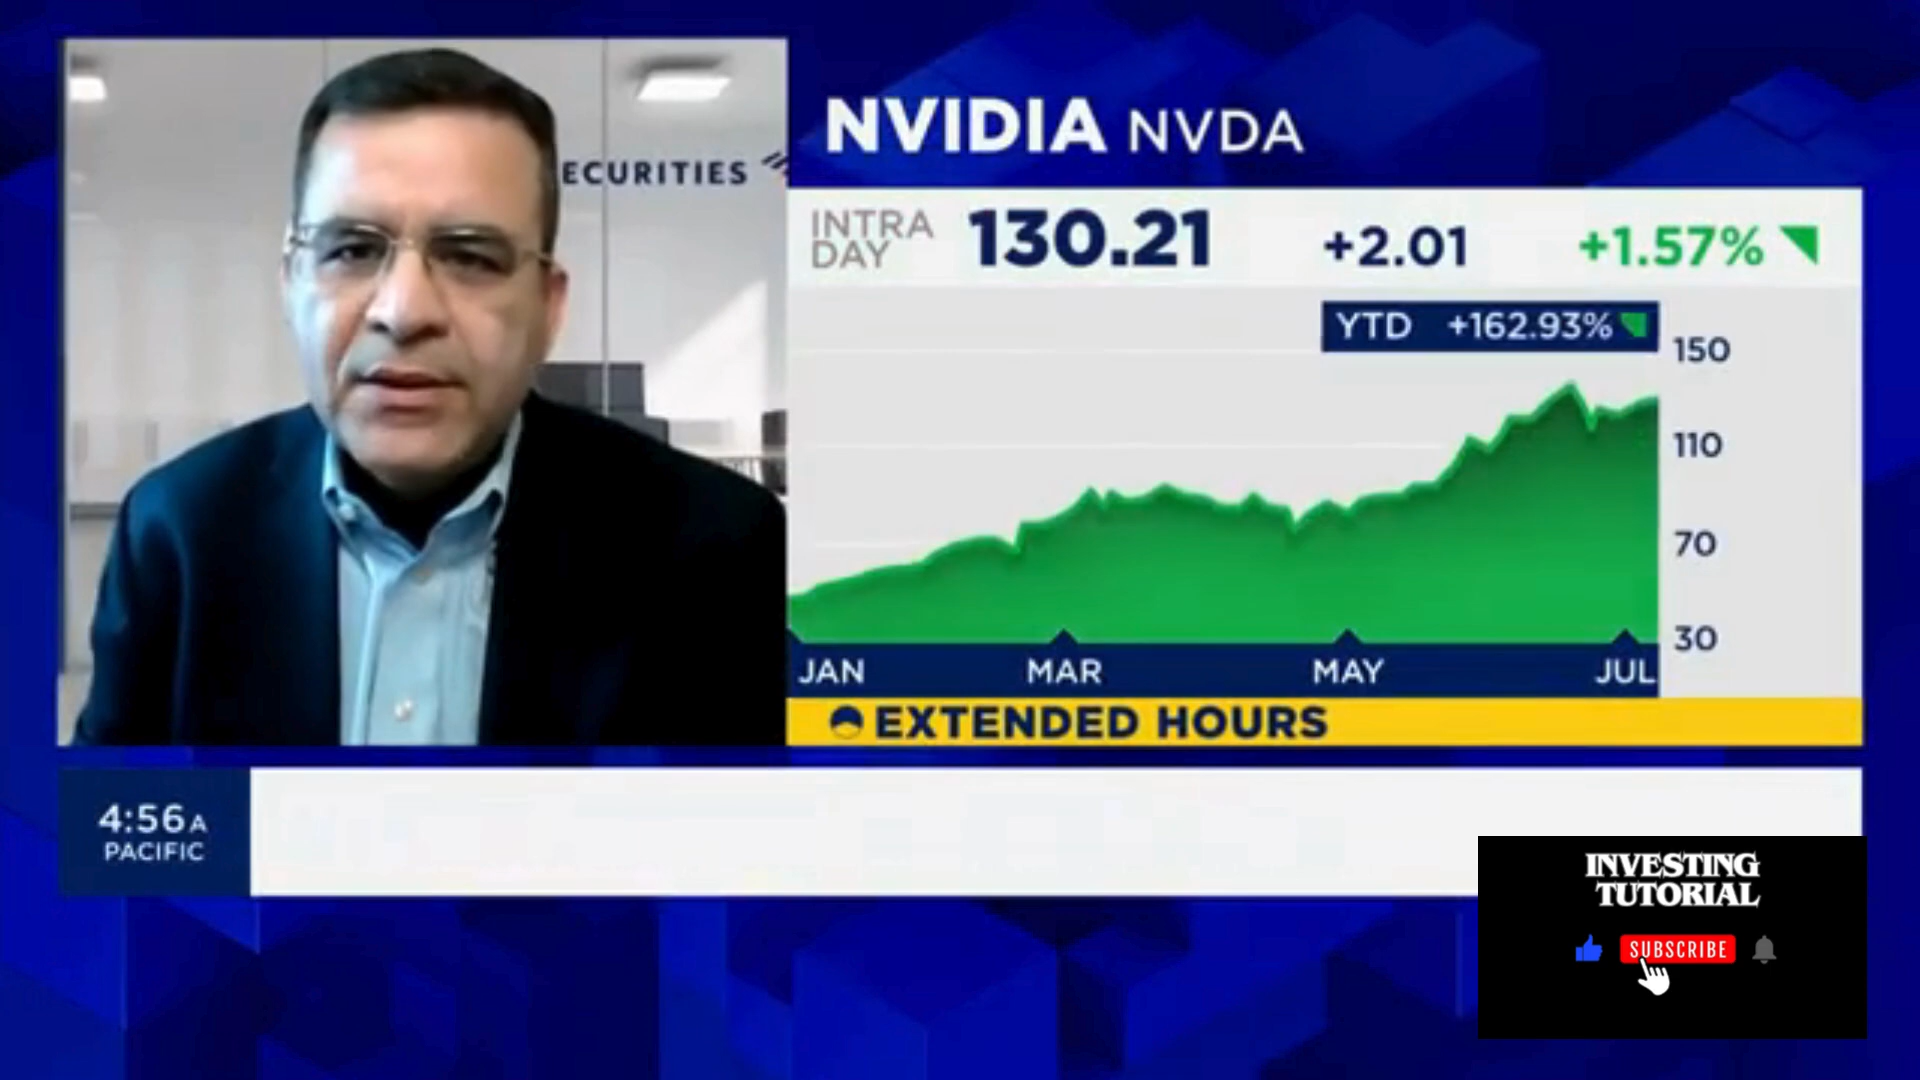 ECURITIES
NVIDIA NVDA
INTRA DAY 130.21 +2.01 +1.57%
YTD +162.93%
150
110
70
30
JAN MAR MAY JUL
EXTENDED HOURS
4:56A
PACIFIC
INVESTING
TUTORIAL
SUBSCRIBE